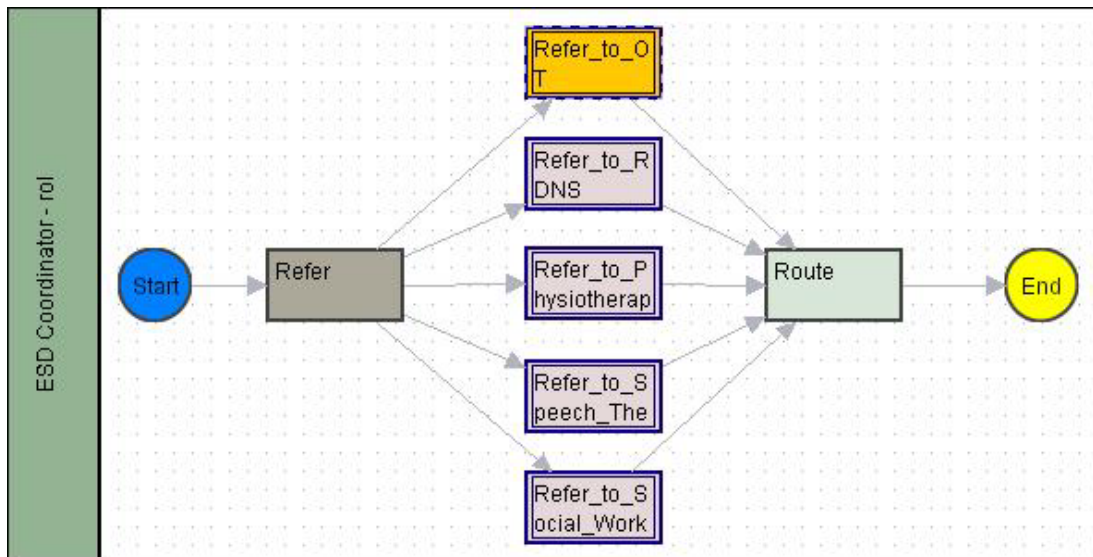 ESD Coordinator - rol
Start
Refer
Refer_to_O
T
Refer_to_R
DNS
Refer_to_P
hysiotherap
Refer_to_S
peech_The
Refer_to_S
ocial_Work
Route
End